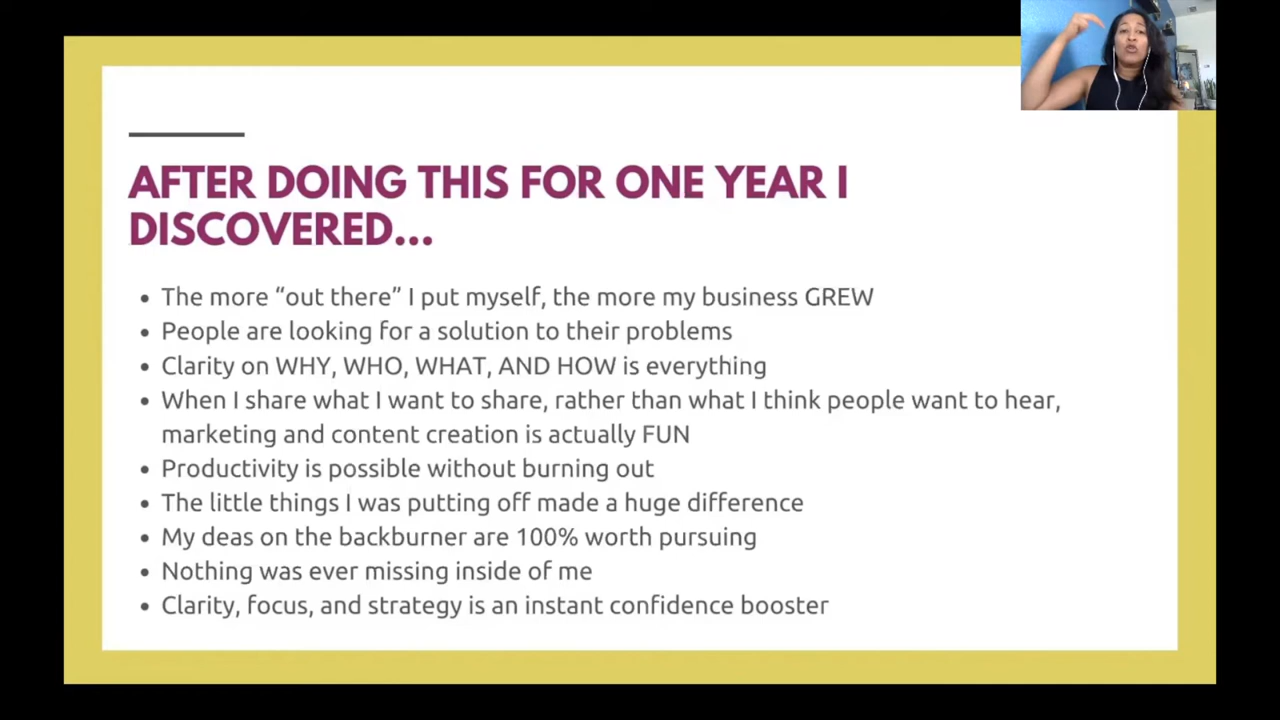 AFTER DOING THIS FOR ONE YEAR I
DISCOVERED...
• The more “out there” I put myself, the more my business GREW
• People are looking for a solution to their problems
• Clarity on WHY, WHO, WHAT, AND HOW is everything
• When I share what I want to share, rather than what I think people want to hear,
marketing and content creation is actually FUN
• Productivity is possible without burning out
• The little things I was putting off made a huge difference
• My deas on the backburner are 100% worth pursuing
• Nothing was ever missing inside of me
• Clarity, focus, and strategy is an instant confidence booster